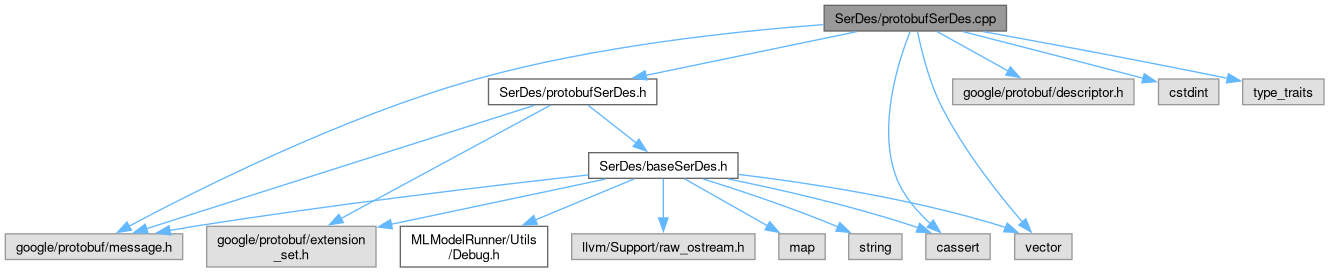 SerDes/protobufSerDes.cpp
SerDes/protobufSerDes.h
google/protobuf/descriptor.h
cstdint
type_traits
SerDes/baseSerDes.h
google/protobuf/message.h
google/protobuf/extension
_set.h
MLModelRunner/Utils
/Debug.h
llvm/Support/raw_ostream.h
map
string
cassert
vector